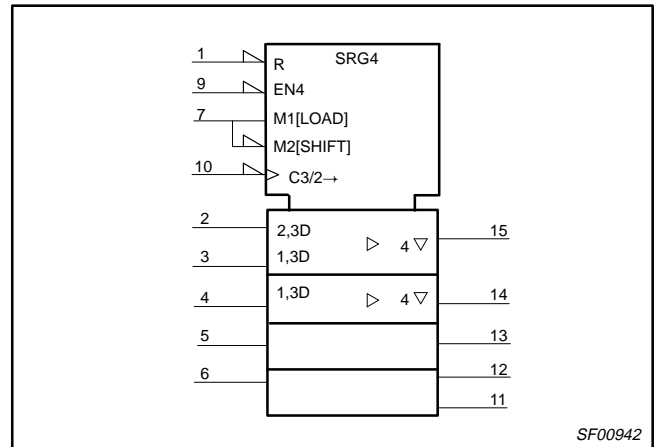 SRG4
1 R
9 EN4
7 M1[LOAD]
M2[SHIFT]
10 C3/2→
2 2,3D ▷ 4 ▽ 15
3 1,3D
4 1,3D ▷ 4 ▽ 14
5 13
6 12
11
SF00942